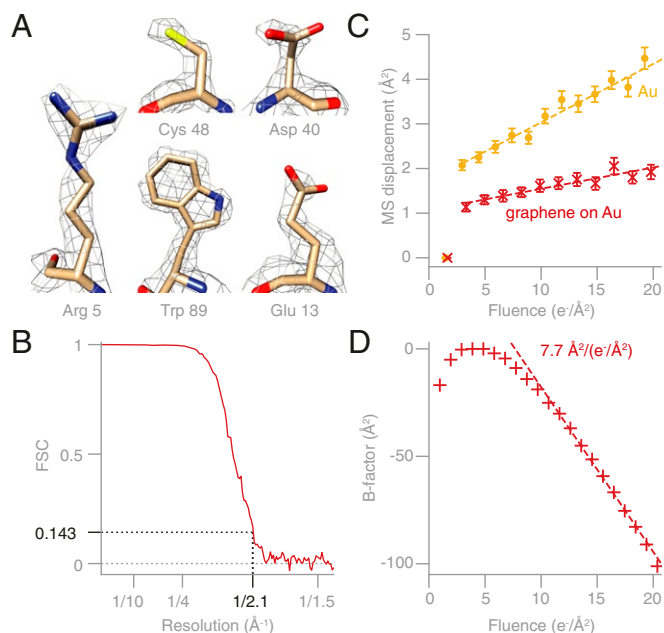 A
Cys 48
Asp 40
Arg 5
Trp 89
Glu 13
B
FSC
1
0.5
0.143
0
1/10
1/4
1/2.1
1/1.5
Resolution (Å⁻¹)
C
MS displacement (Å²)
5
4
3
2
1
0
Au
graphene on Au
0
5
10
15
20
Fluence (e⁻/Å²)
D
B-factor (Å²)
0
-50
-100
7.7 Å²/(e⁻/Å²)
0
5
10
15
20
Fluence (e⁻/Å²)